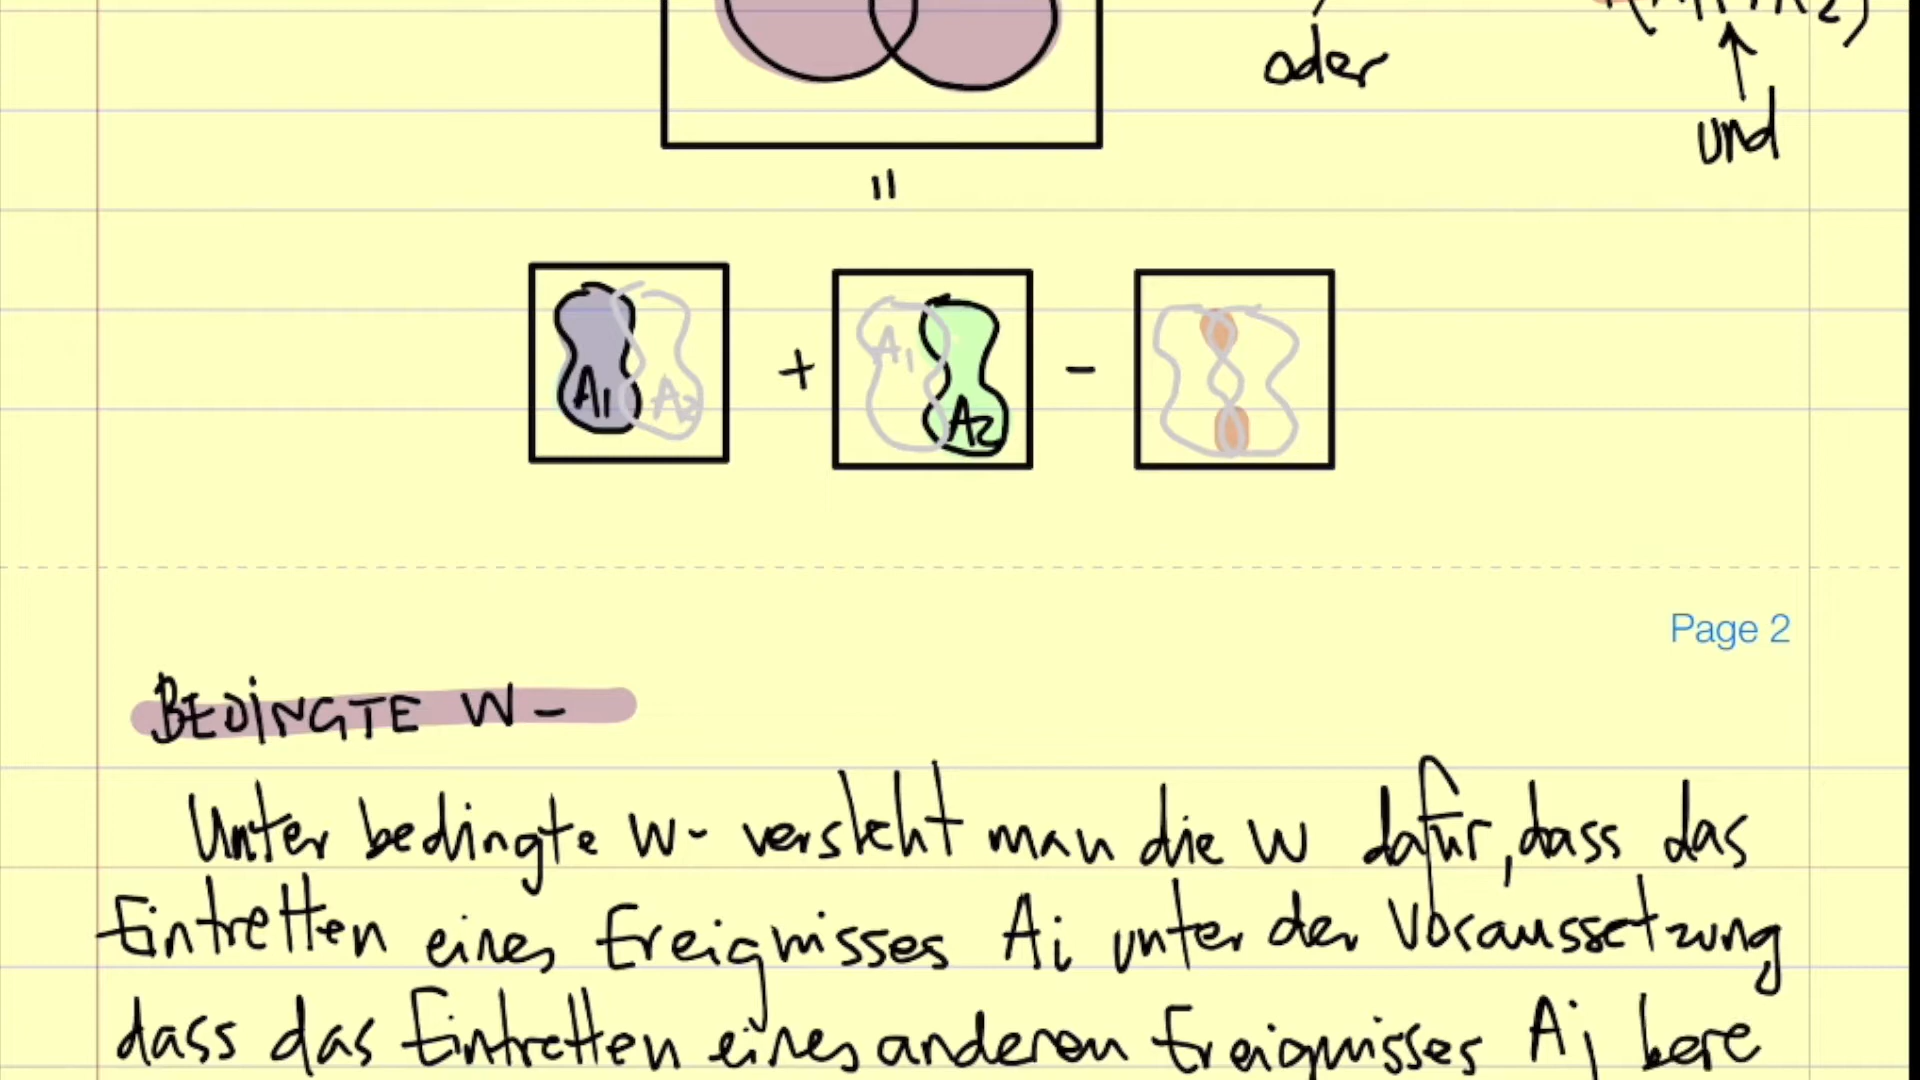 oder
und
=
A1 A2 + A1 A2 -
Page 2
BEDINGTE W-
Unter bedingte W- versteht man die W dafür, dass das
Eintretten eines Ereignisses Ai unter der Voraussetzung
dass das Eintretten eines anderen Ereignisses Aj bere